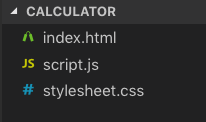 CALCULATOR
index.html
JS script.js
# stylesheet.css